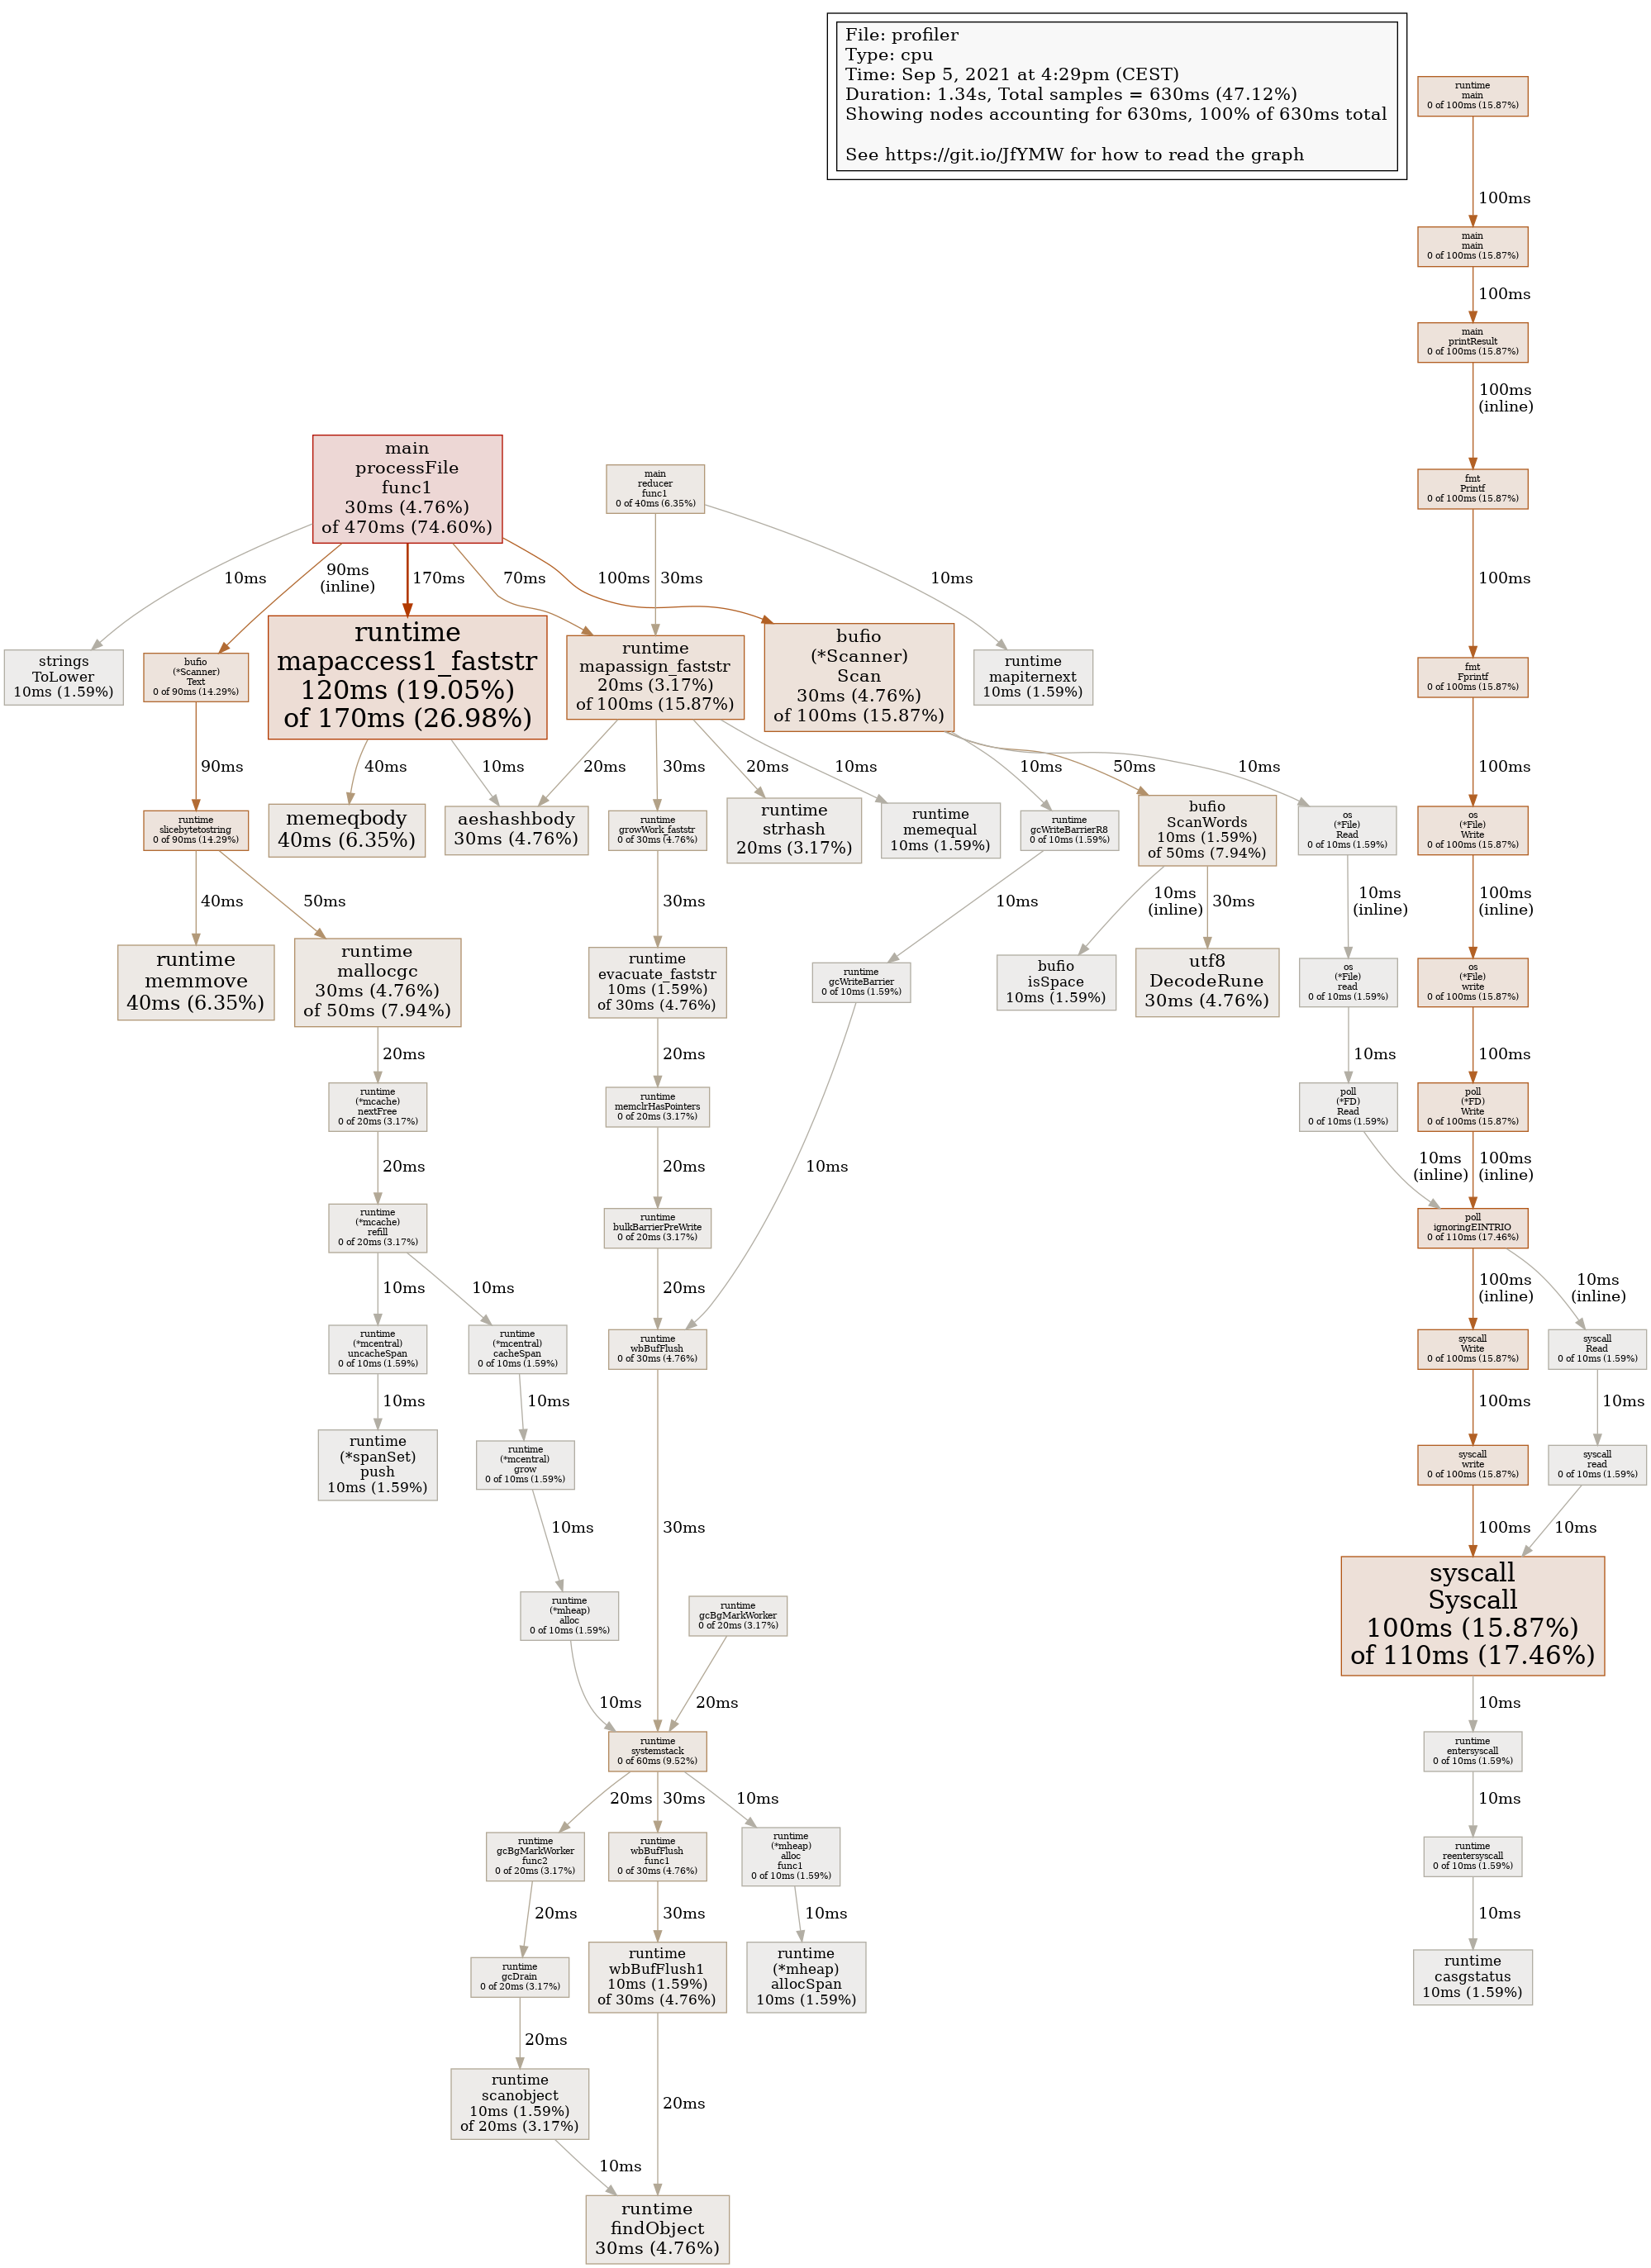 File: profiler
Type: cpu
Time: Sep 5, 2021 at 4:29pm (CEST)
Duration: 1.34s, Total samples = 630ms (47.12%)
Showing nodes accounting for 630ms, 100% of 630ms total
See https://git.io/JfYMW for how to read the graph
runtime
main
0 of 100ms (15.87%)
100ms
main
main
0 of 100ms (15.87%)
100ms
main
printResult
0 of 100ms (15.87%)
100ms
(inline)
main
processFile
func1
30ms (4.76%)
of 470ms (74.60%)
main
reducer
func1
0 of 40ms (6.35%)
fmt
Printf
0 of 100ms (15.87%)
10ms
90ms
(inline)
170ms
70ms
100ms
30ms
10ms
100ms
strings
ToLower
10ms (1.59%)
bufio
(*Scanner)
Text
0 of 90ms (14.29%)
runtime
mapaccess1_faststr
120ms (19.05%)
of 170ms (26.98%)
runtime
mapassign_faststr
20ms (3.17%)
of 100ms (15.87%)
bufio
(*Scanner)
Scan
30ms (4.76%)
of 100ms (15.87%)
runtime
mapiternext
10ms (1.59%)
fmt
Fprintf
0 of 100ms (15.87%)
90ms
40ms
10ms
20ms
30ms
20ms
10ms
10ms
50ms
10ms
100ms
runtime
slicebytetostring
0 of 90ms (14.29%)
memeqbody
40ms (6.35%)
aeshashbody
30ms (4.76%)
runtime
growWork_faststr
0 of 30ms (4.76%)
runtime
strhash
20ms (3.17%)
runtime
memequal
10ms (1.59%)
runtime
gcWriteBarrierR8
0 of 10ms (1.59%)
bufio
ScanWords
10ms (1.59%)
of 50ms (7.94%)
os
(*File)
Read
0 of 10ms (1.59%)
os
(*File)
Write
0 of 100ms (15.87%)
40ms
50ms
30ms
10ms
10ms
(inline)
30ms
10ms
(inline)
100ms
(inline)
runtime
memmove
40ms (6.35%)
runtime
mallocgc
30ms (4.76%)
of 50ms (7.94%)
runtime
evacuate_faststr
10ms (1.59%)
of 30ms (4.76%)
runtime
gcWriteBarrier
0 of 10ms (1.59%)
bufio
isSpace
10ms (1.59%)
utf8
DecodeRune
30ms (4.76%)
os
(*File)
read
0 of 10ms (1.59%)
os
(*File)
write
0 of 100ms (15.87%)
20ms
20ms
10ms
100ms
runtime
(*mcache)
nextFree
0 of 20ms (3.17%)
runtime
memclrHasPointers
0 of 20ms (3.17%)
poll
(*FD)
Read
0 of 10ms (1.59%)
poll
(*FD)
Write
0 of 100ms (15.87%)
20ms
20ms
10ms
10ms
(inline)
100ms
(inline)
runtime
(*mcache)
refill
0 of 20ms (3.17%)
runtime
bulkBarrierPreWrite
0 of 20ms (3.17%)
poll
ignoringEINTRIO
0 of 110ms (17.46%)
10ms
10ms
20ms
100ms
(inline)
10ms
(inline)
runtime
(*mcentral)
uncacheSpan
0 of 10ms (1.59%)
runtime
(*mcentral)
cacheSpan
0 of 10ms (1.59%)
runtime
wbBufFlush
0 of 30ms (4.76%)
syscall
Write
0 of 100ms (15.87%)
syscall
Read
0 of 10ms (1.59%)
10ms
10ms
100ms
10ms
runtime
(*spanSet)
push
10ms (1.59%)
runtime
(*mcentral)
grow
0 of 10ms (1.59%)
syscall
write
0 of 100ms (15.87%)
syscall
read
0 of 10ms (1.59%)
10ms
30ms
100ms
10ms
runtime
(*mheap)
alloc
0 of 10ms (1.59%)
runtime
gcBgMarkWorker
0 of 20ms (3.17%)
syscall
Syscall
100ms (15.87%)
of 110ms (17.46%)
10ms
20ms
10ms
runtime
systemstack
0 of 60ms (9.52%)
runtime
entersyscall
0 of 10ms (1.59%)
20ms
30ms
10ms
10ms
runtime
gcBgMarkWorker
func2
0 of 20ms (3.17%)
runtime
wbBufFlush
func1
0 of 30ms (4.76%)
runtime
(*mheap)
alloc
func1
0 of 10ms (1.59%)
runtime
reentersyscall
0 of 10ms (1.59%)
20ms
30ms
10ms
10ms
runtime
gcDrain
0 of 20ms (3.17%)
runtime
wbBufFlush1
10ms (1.59%)
of 30ms (4.76%)
runtime
(*mheap)
allocSpan
10ms (1.59%)
runtime
casgstatus
10ms (1.59%)
20ms
runtime
scanobject
10ms (1.59%)
of 20ms (3.17%)
20ms
10ms
runtime
findObject
30ms (4.76%)